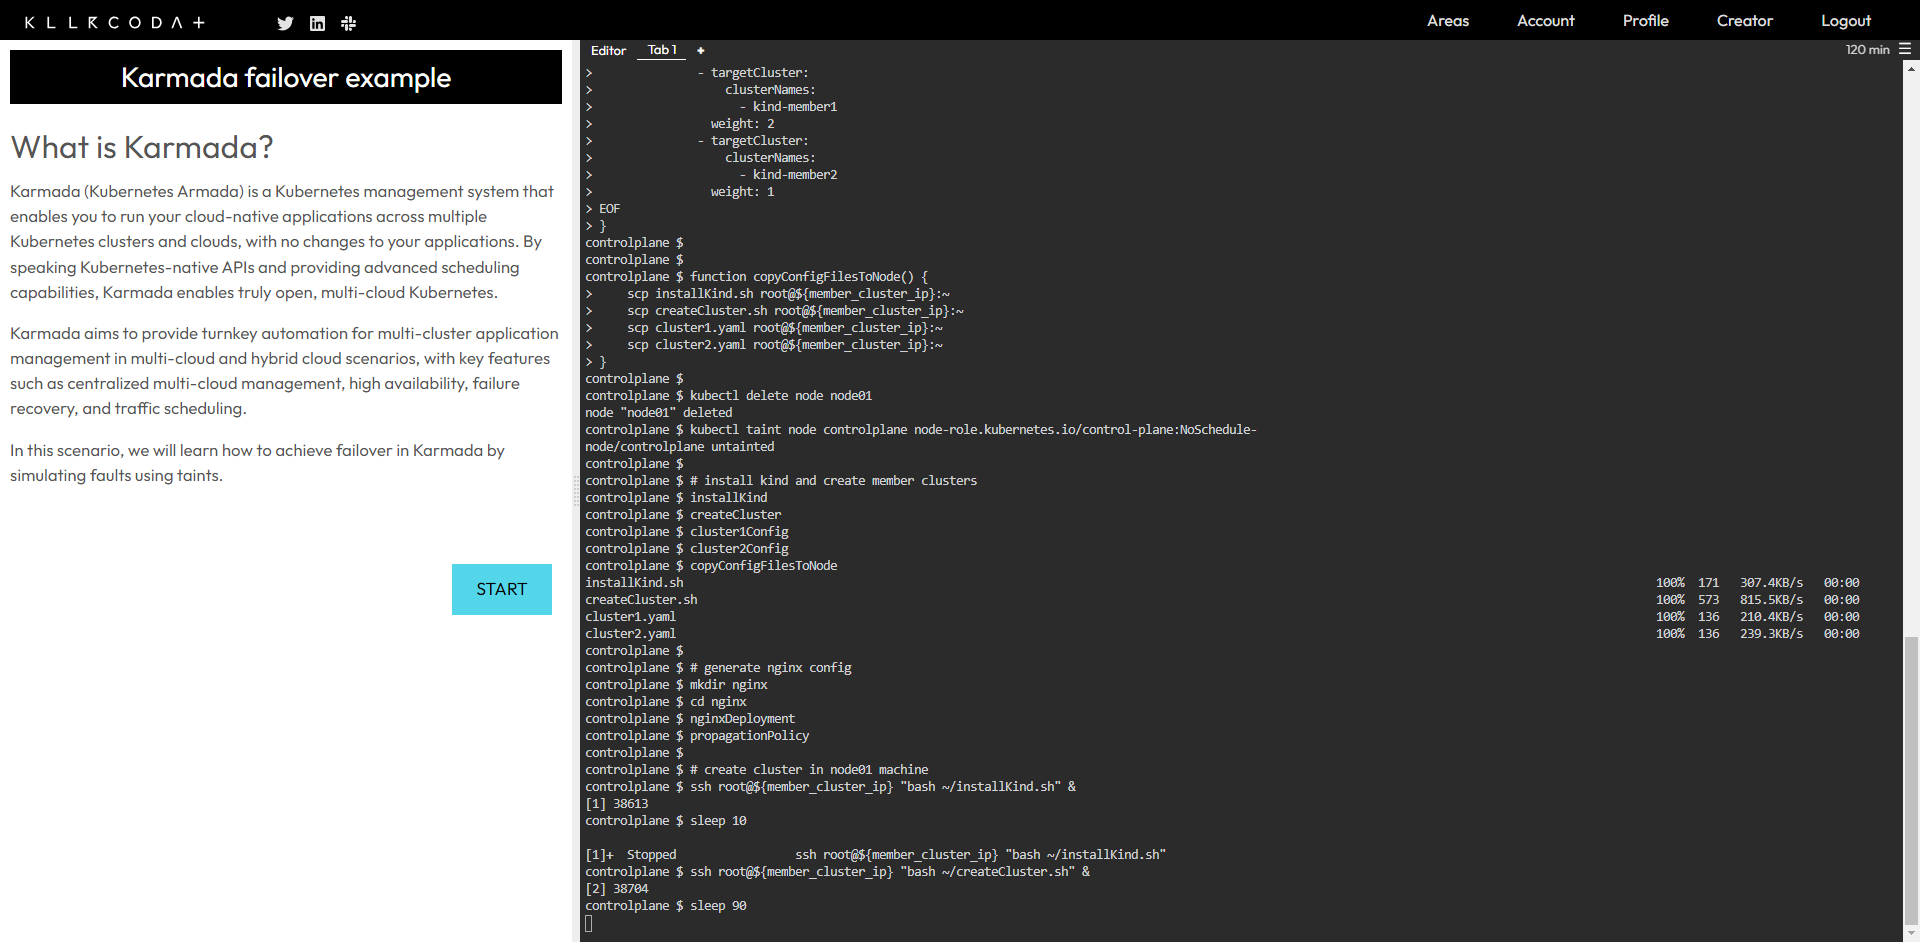 KLLRCODA+
Areas Account Profile Creator Logout
Karmada failover example
What is Karmada?
Karmada (Kubernetes Armada) is a Kubernetes management system that
enables you to run your cloud-native applications across multiple
Kubernetes clusters and clouds, with no changes to your applications. By
speaking Kubernetes-native APIs and providing advanced scheduling
capabilities, Karmada enables truly open, multi-cloud Kubernetes.
Karmada aims to provide turnkey automation for multi-cluster application
management in multi-cloud and hybrid cloud scenarios, with key features
such as centralized multi-cloud management, high availability, failure
recovery, and traffic scheduling.
In this scenario, we will learn how to achieve failover in Karmada by
simulating faults using taints.
START
Editor Tab 1 +
120 min
> - targetCluster:
> clusterNames:
> - kind-member1
> weight: 2
> - targetCluster:
> clusterNames:
> - kind-member2
> weight: 1
> EOF
> }
controlplane $
controlplane $
controlplane $ function copyConfigFilesToNode() {
> scp installKind.sh root@${member_cluster_ip}:~
> scp createCluster.sh root@${member_cluster_ip}:~
> scp cluster1.yaml root@${member_cluster_ip}:~
> scp cluster2.yaml root@${member_cluster_ip}:~
> }
controlplane $
controlplane $ kubectl delete node node01
node "node01" deleted
controlplane $ kubectl taint node controlplane node-role.kubernetes.io/control-plane:NoSchedule-
node/controlplane untainted
controlplane $
controlplane $ # install kind and create member clusters
controlplane $ installKind
controlplane $ createCluster
controlplane $ cluster1Config
controlplane $ cluster2Config
controlplane $ copyConfigFilesToNode
installKind.sh 100% 171 307.4KB/s 00:00
createCluster.sh 100% 573 815.5KB/s 00:00
cluster1.yaml 100% 136 210.4KB/s 00:00
cluster2.yaml 100% 136 239.3KB/s 00:00
controlplane $
controlplane $ # generate nginx config
controlplane $ mkdir nginx
controlplane $ cd nginx
controlplane $ nginxDeployment
controlplane $ propagationPolicy
controlplane $
controlplane $ # create cluster in node01 machine
controlplane $ ssh root@${member_cluster_ip} "bash ~/installKind.sh" &
[1] 38613
controlplane $ sleep 10
[1]+ Stopped ssh root@${member_cluster_ip} "bash ~/installKind.sh"
controlplane $ ssh root@${member_cluster_ip} "bash ~/createCluster.sh" &
[2] 38704
controlplane $ sleep 90